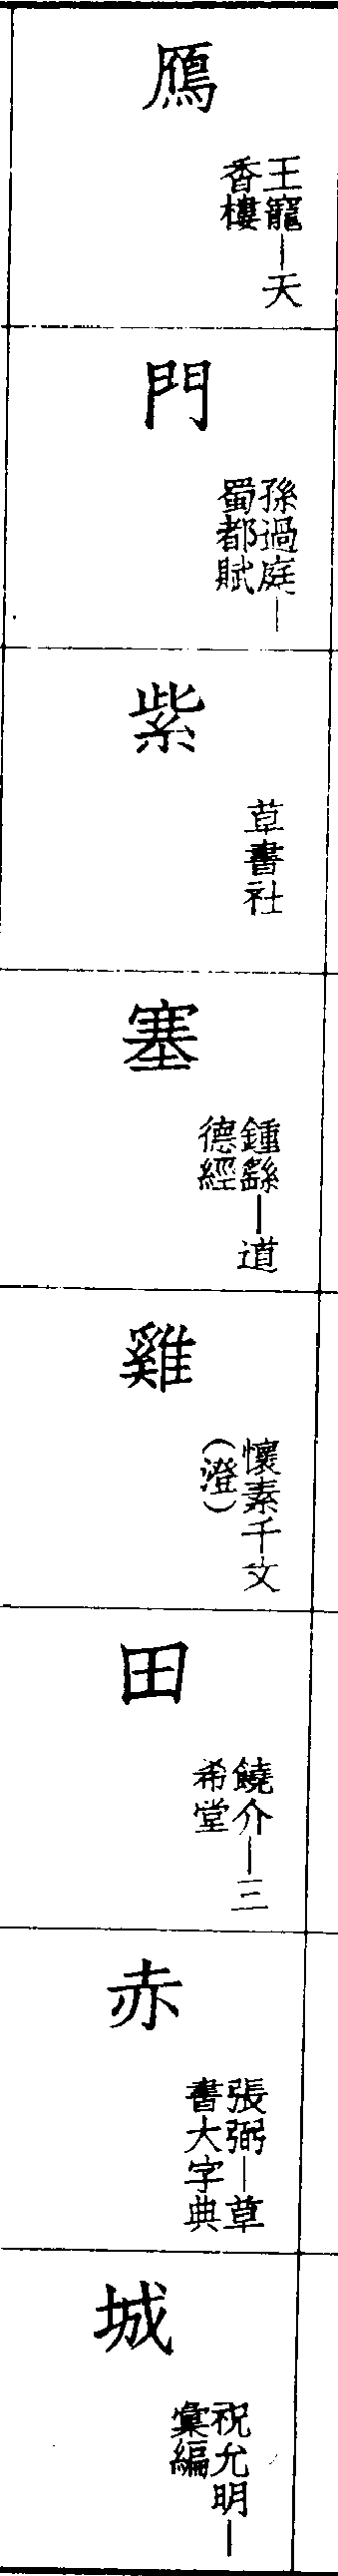 鴈
王寵—天
香樓
門
孫過庭—
蜀都賦
紫
草書社
塞
鍾繇—道
德經
雞
懷素千文
(澄)
田
饒介—三
希堂
赤
張弼—草
書大字典
城
祝允明—
彙編